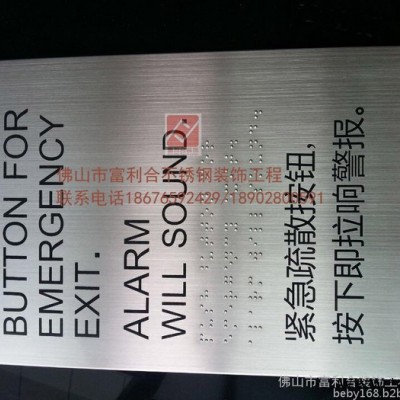 BUTTON FOR
EMERGENCY
EXIT.
ALARM
WILL SOUND.
紧急疏散按钮,
按下即拉响警报。
佛山市富利合不锈钢装饰工程
联系电话18676592429-18902800931
佛山市富利合装饰工
beby168.b2b